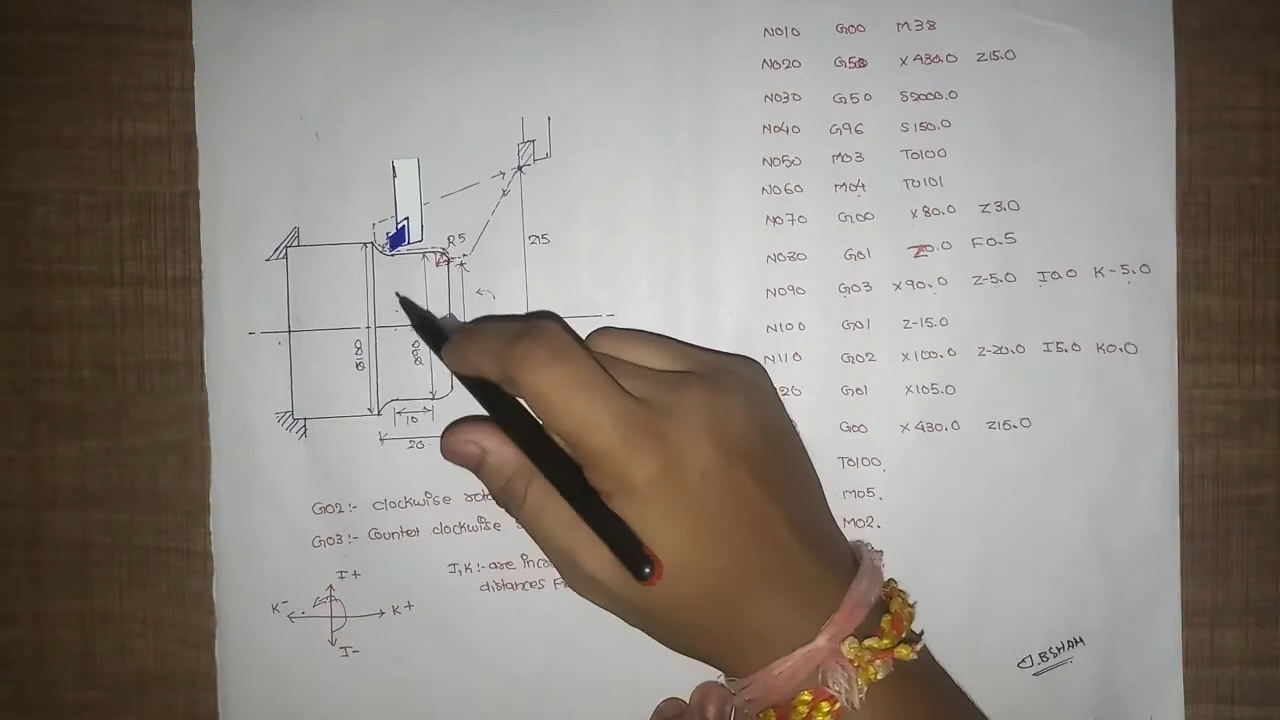 N010 G00 M38
N020 G50 X430.0 Z15.0
N030 G50 S2000.0
N040 G96 S150.0
N050 M03 T0100
N060 M04 T0101
N070 G00 X80.0 Z3.0
N080 G01 Z0.0 F0.5
N090 G03 X90.0 Z-5.0 I0.0 K-5.0
N100 G01 Z-15.0
N110 G02 X100.0 Z-20.0 I5.0 K0.0
G01 X105.0
G00 X430.0 Z15.0
T0100.
M05.
M02.
R5
215
10
20
G02:- clockwise
G03:- Counter clockwise
I,K:- are
distances
I+
K-
K+
I-
J.BSHAM